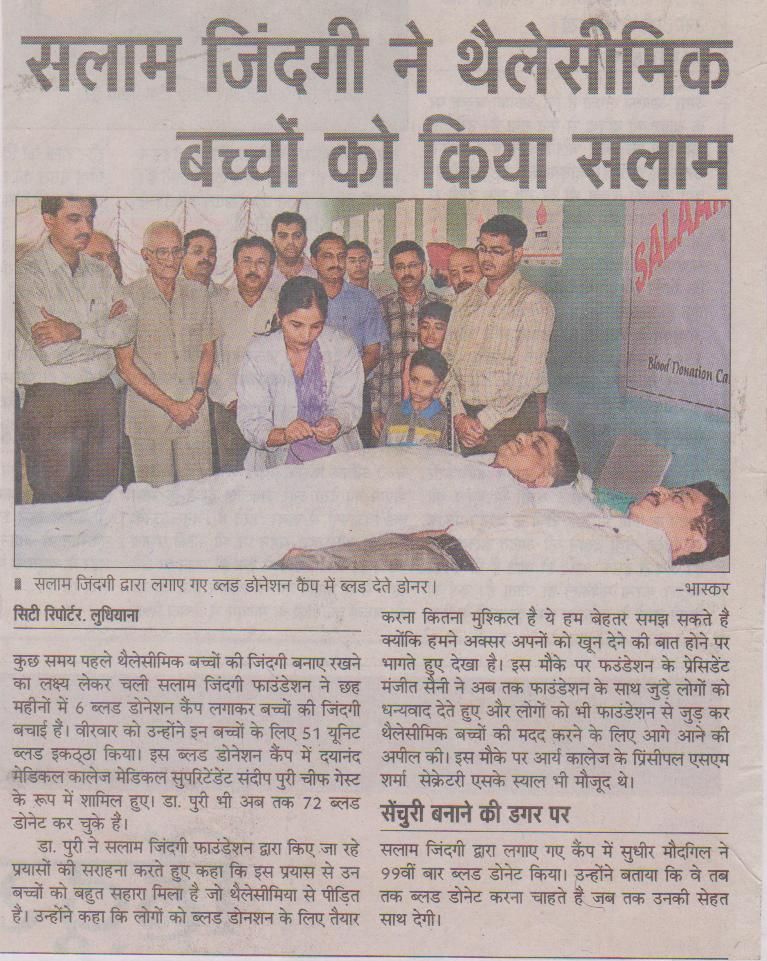 सलाम जिंदगी ने थैलेसीमिक
बच्चों को किया सलाम
SALAA
Blood Donation Ca
सलाम जिंदगी द्वारा लगाए गए ब्लड डोनेशन कैंप में ब्लड देते डोनर। -भास्कर
सिटी रिपोर्टर. लुधियाना
कुछ समय पहले थैलेसीमिक बच्चों की जिंदगी बनाए रखने
का लक्ष्य लेकर चली सलाम जिंदगी फाउंडेशन ने छह
महीनों में 6 ब्लड डोनेशन कैंप लगाकर बच्चों की जिंदगी
बचाई है। वीरवार को उन्होंने इन बच्चों के लिए 51 यूनिट
ब्लड इकठ्ठा किया। इस ब्लड डोनेशन कैंप में दयानंद
मेडिकल कालेज मेडिकल सुपरिटेंडेंट संदीप पुरी चीफ गेस्ट
के रूप में शामिल हुए। डा. पुरी भी अब तक 72 ब्लड
डोनेट कर चुके है।
डा. पुरी ने सलाम जिंदगी फाउंडेशन द्वारा किए जा रहे
प्रयासों की सराहना करते हुए कहा कि इस प्रयास से उन
बच्चों को बहुत सहारा मिला है जो थैलेसीमिया से पीड़ित
है। उन्होंने कहा कि लोगों को ब्लड डोनशन के लिए तैयार
करना कितना मुश्किल है ये हम बेहतर समझ सकते हैं
क्योंकि हमने अक्सर अपनों को खून देने की बात होने पर
भागते हुए देखा है। इस मौके पर फउंडेशन के प्रेसिडेंट
मंजीत सैनी ने अब तक फाउंडेशन के साथ जुड़े लोगों को
धन्यवाद देते हुए और लोगों को भी फाउंडेशन से जुड़ कर
थैलेसीमिक बच्चों की मदद करने के लिए आगे आने की
अपील की। इस मौके पर आर्य कालेज के प्रिंसीपल एसएम
शर्मा सेक्रेटरी एसके स्याल भी मौजूद थे।
सेंचुरी बनाने की डगर पर
सलाम जिंदगी द्वारा लगाए गए कैंप में सुधीर मौदगिल ने
99वीं बार ब्लड डोनेट किया। उन्होंने बताया कि वे तब
तक ब्लड डोनेट करना चाहते हैं जब तक उनकी सेहत
साथ देगी।